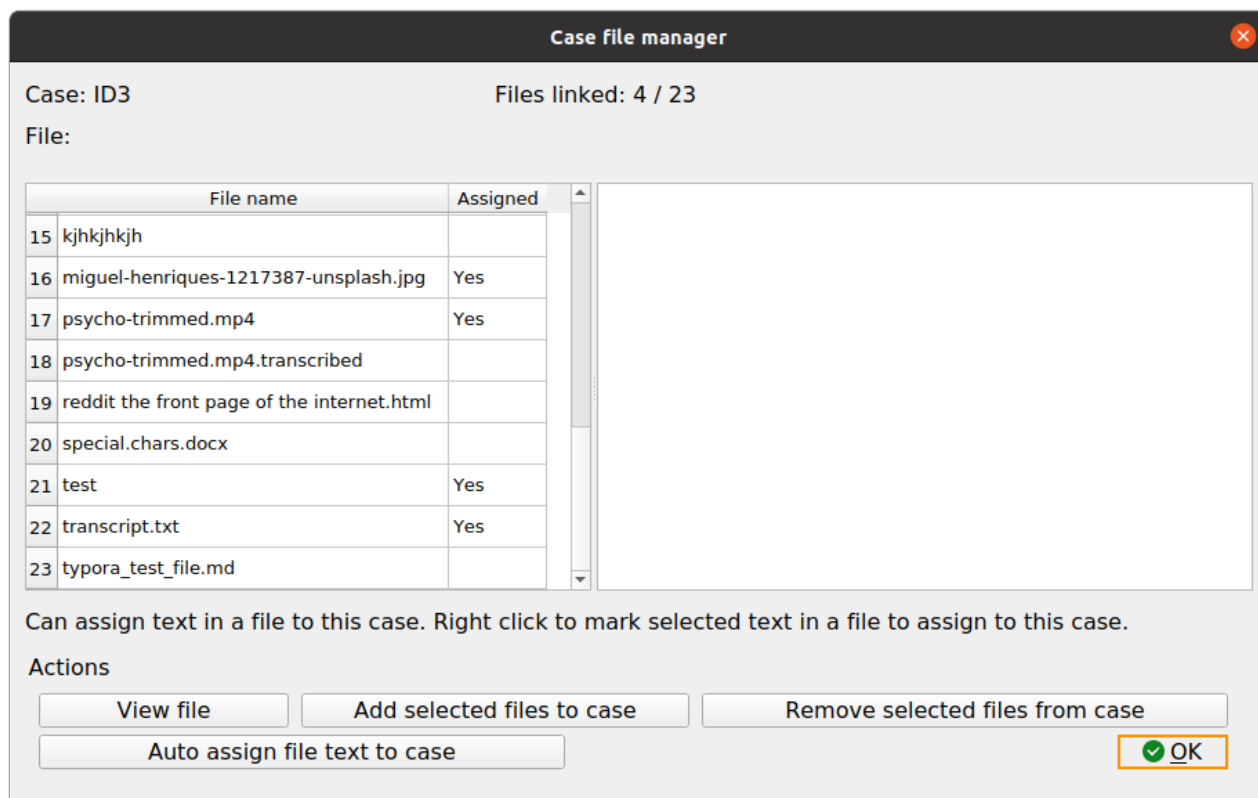 Case file manager
Case: ID3 Files linked: 4 / 23
File:
File name Assigned
15 kjhkjhkjh
16 miguel-henriques-1217387-unsplash.jpg Yes
17 psycho-trimmed.mp4 Yes
18 psycho-trimmed.mp4.transcribed
19 reddit the front page of the internet.html
20 special.chars.docx
21 test Yes
22 transcript.txt Yes
23 typora_test_file.md
Can assign text in a file to this case. Right click to mark selected text in a file to assign to this case.
Actions
View file Add selected files to case Remove selected files from case
Auto assign file text to case OK